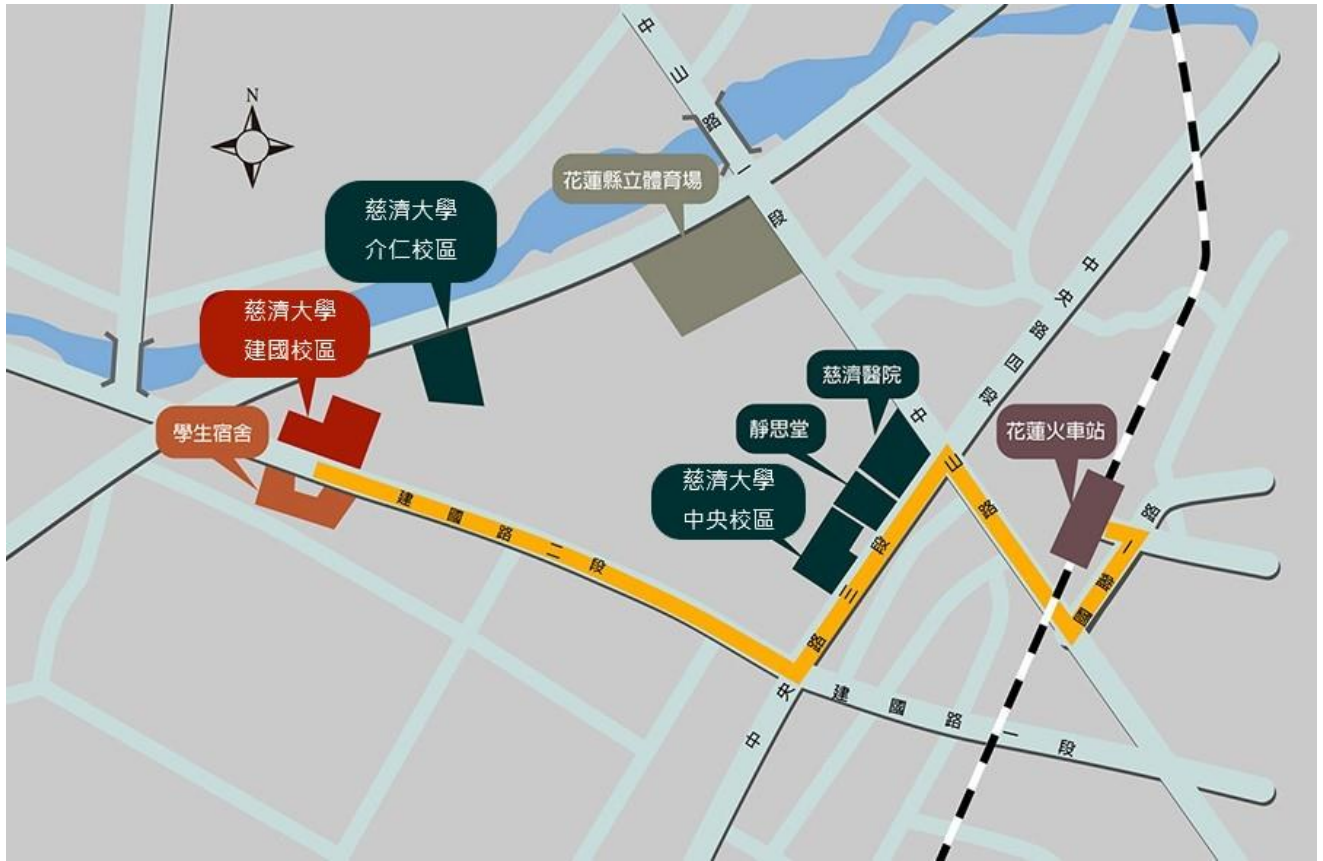 N
中山路一段
花蓮縣立體育場
慈濟大學
介仁校區
慈濟大學
建國校區
學生宿舍
慈濟醫院
靜思堂
慈濟大學
中央校區
花蓮火車站
中央路四段
中山路
國聯一路
中央路三段
建國路二段
建國路一段